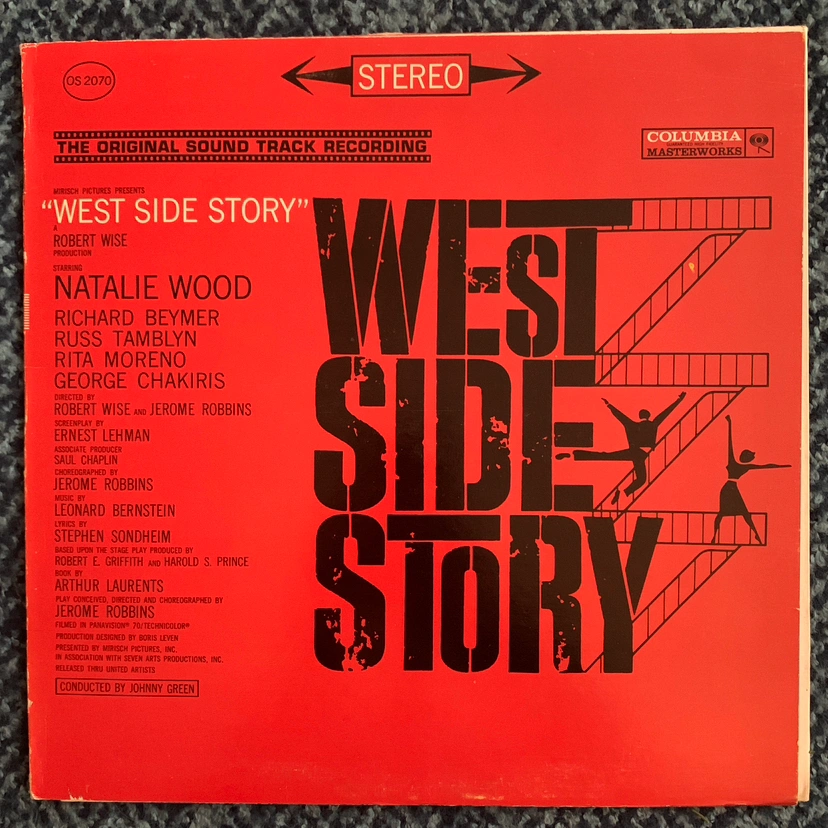 OS 2070
STEREO
THE ORIGINAL SOUND TRACK RECORDING
COLUMBIA
GUARANTEED HIGH FIDELITY
MASTERWORKS
MIRISCH PICTURES PRESENTS
“WEST SIDE STORY”
A
ROBERT WISE
PRODUCTION
STARRING
NATALIE WOOD
RICHARD BEYMER
RUSS TAMBLYN
RITA MORENO
GEORGE CHAKIRIS
DIRECTED BY
ROBERT WISE AND JEROME ROBBINS
SCREENPLAY BY
ERNEST LEHMAN
ASSOCIATE PRODUCER
SAUL CHAPLIN
CHOREOGRAPHED BY
JEROME ROBBINS
MUSIC BY
LEONARD BERNSTEIN
LYRICS BY
STEPHEN SONDHEIM
BASED UPON THE STAGE PLAY PRODUCED BY
ROBERT E. GRIFFITH AND HAROLD S. PRINCE
BOOK BY
ARTHUR LAURENTS
PLAY CONCEIVED, DIRECTED AND CHOREOGRAPHED BY
JEROME ROBBINS
FILMED IN PANAVISION® 70/TECHNICOLOR®
PRODUCTION DESIGNED BY BORIS LEVEN
PRESENTED BY MIRISCH PICTURES, INC.
IN ASSOCIATION WITH SEVEN ARTS PRODUCTIONS, INC.
RELEASED THRU UNITED ARTISTS
CONDUCTED BY JOHNNY GREEN
WEST
SIDE
STORY